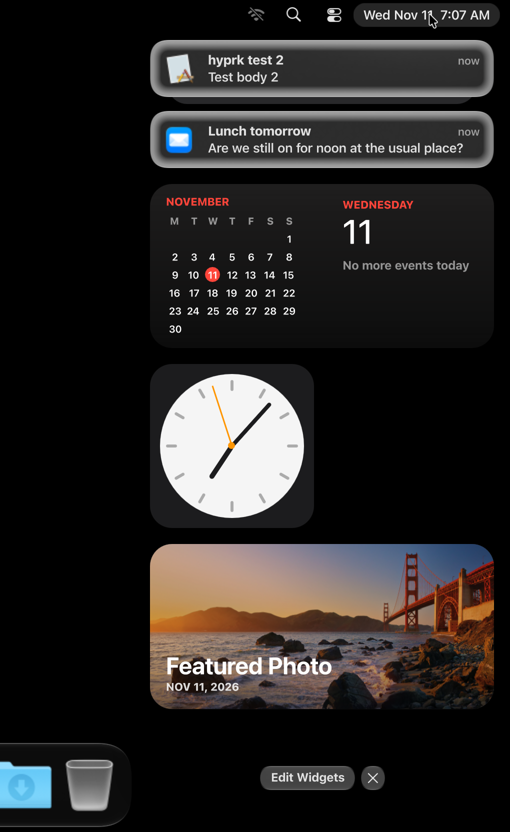 Wed Nov 11 7:07 AM
hyprk test 2 now
Test body 2
Lunch tomorrow now
Are we still on for noon at the usual place?
NOVEMBER
M T W T F S S
1
2 3 4 5 6 7 8
9 10 11 12 13 14 15
16 17 18 19 20 21 22
23 24 25 26 27 28 29
30
WEDNESDAY
11
No more events today
Featured Photo
NOV 11, 2026
Edit Widgets